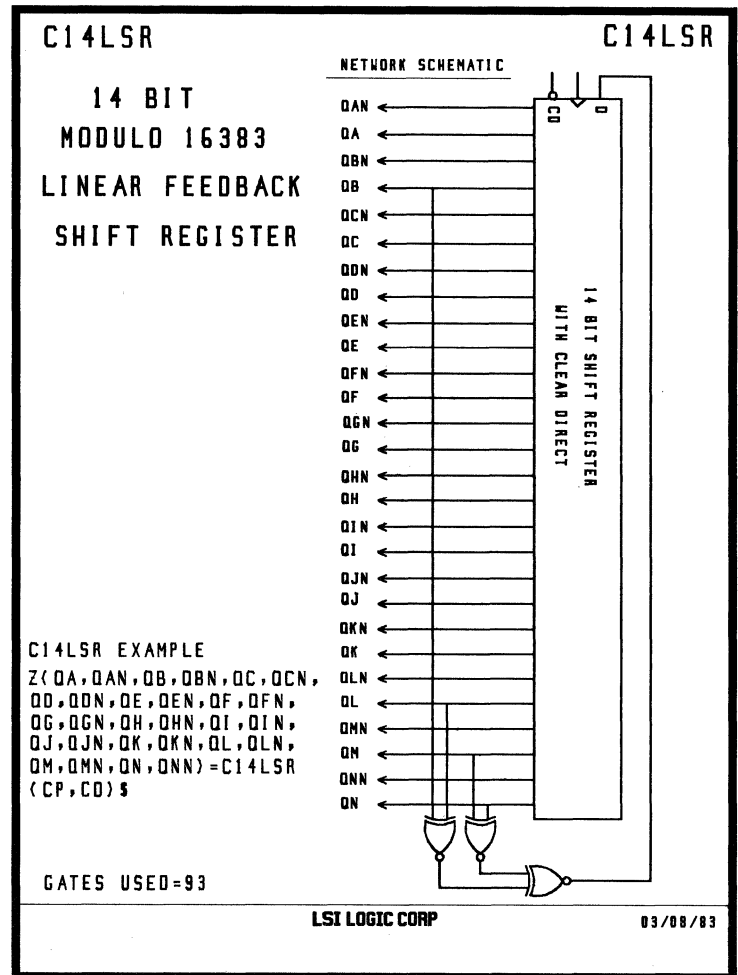 C14LSR
C14LSR
14 BIT
MODULO 16383
LINEAR FEEDBACK
SHIFT REGISTER
NETWORK SCHEMATIC
QAN
QA
QBN
QB
QCN
QC
QDN
QD
QEN
QE
QFN
QF
QGN
QG
QHN
QH
QIN
QI
QJN
QJ
QKN
QK
QLN
QL
QMN
QM
QNN
QN
CD
D
14 BIT SHIFT REGISTER
WITH CLEAR DIRECT
C14LSR EXAMPLE
Z(QA,QAN,QB,QBN,QC,QCN,
QD,QDN,QE,QEN,QF,QFN,
QG,QGN,QH,QHN,QI,QIN,
QJ,QJN,QK,QKN,QL,QLN,
QM,QMN,QN,QNN)=C14LSR
(CP,CD)$
GATES USED=93
LSI LOGIC CORP
03/08/83